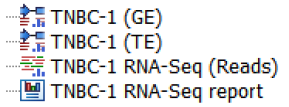 TNBC-1 (GE)
TNBC-1 (TE)
TNBC-1 RNA-Seq (Reads)
TNBC-1 RNA-Seq report